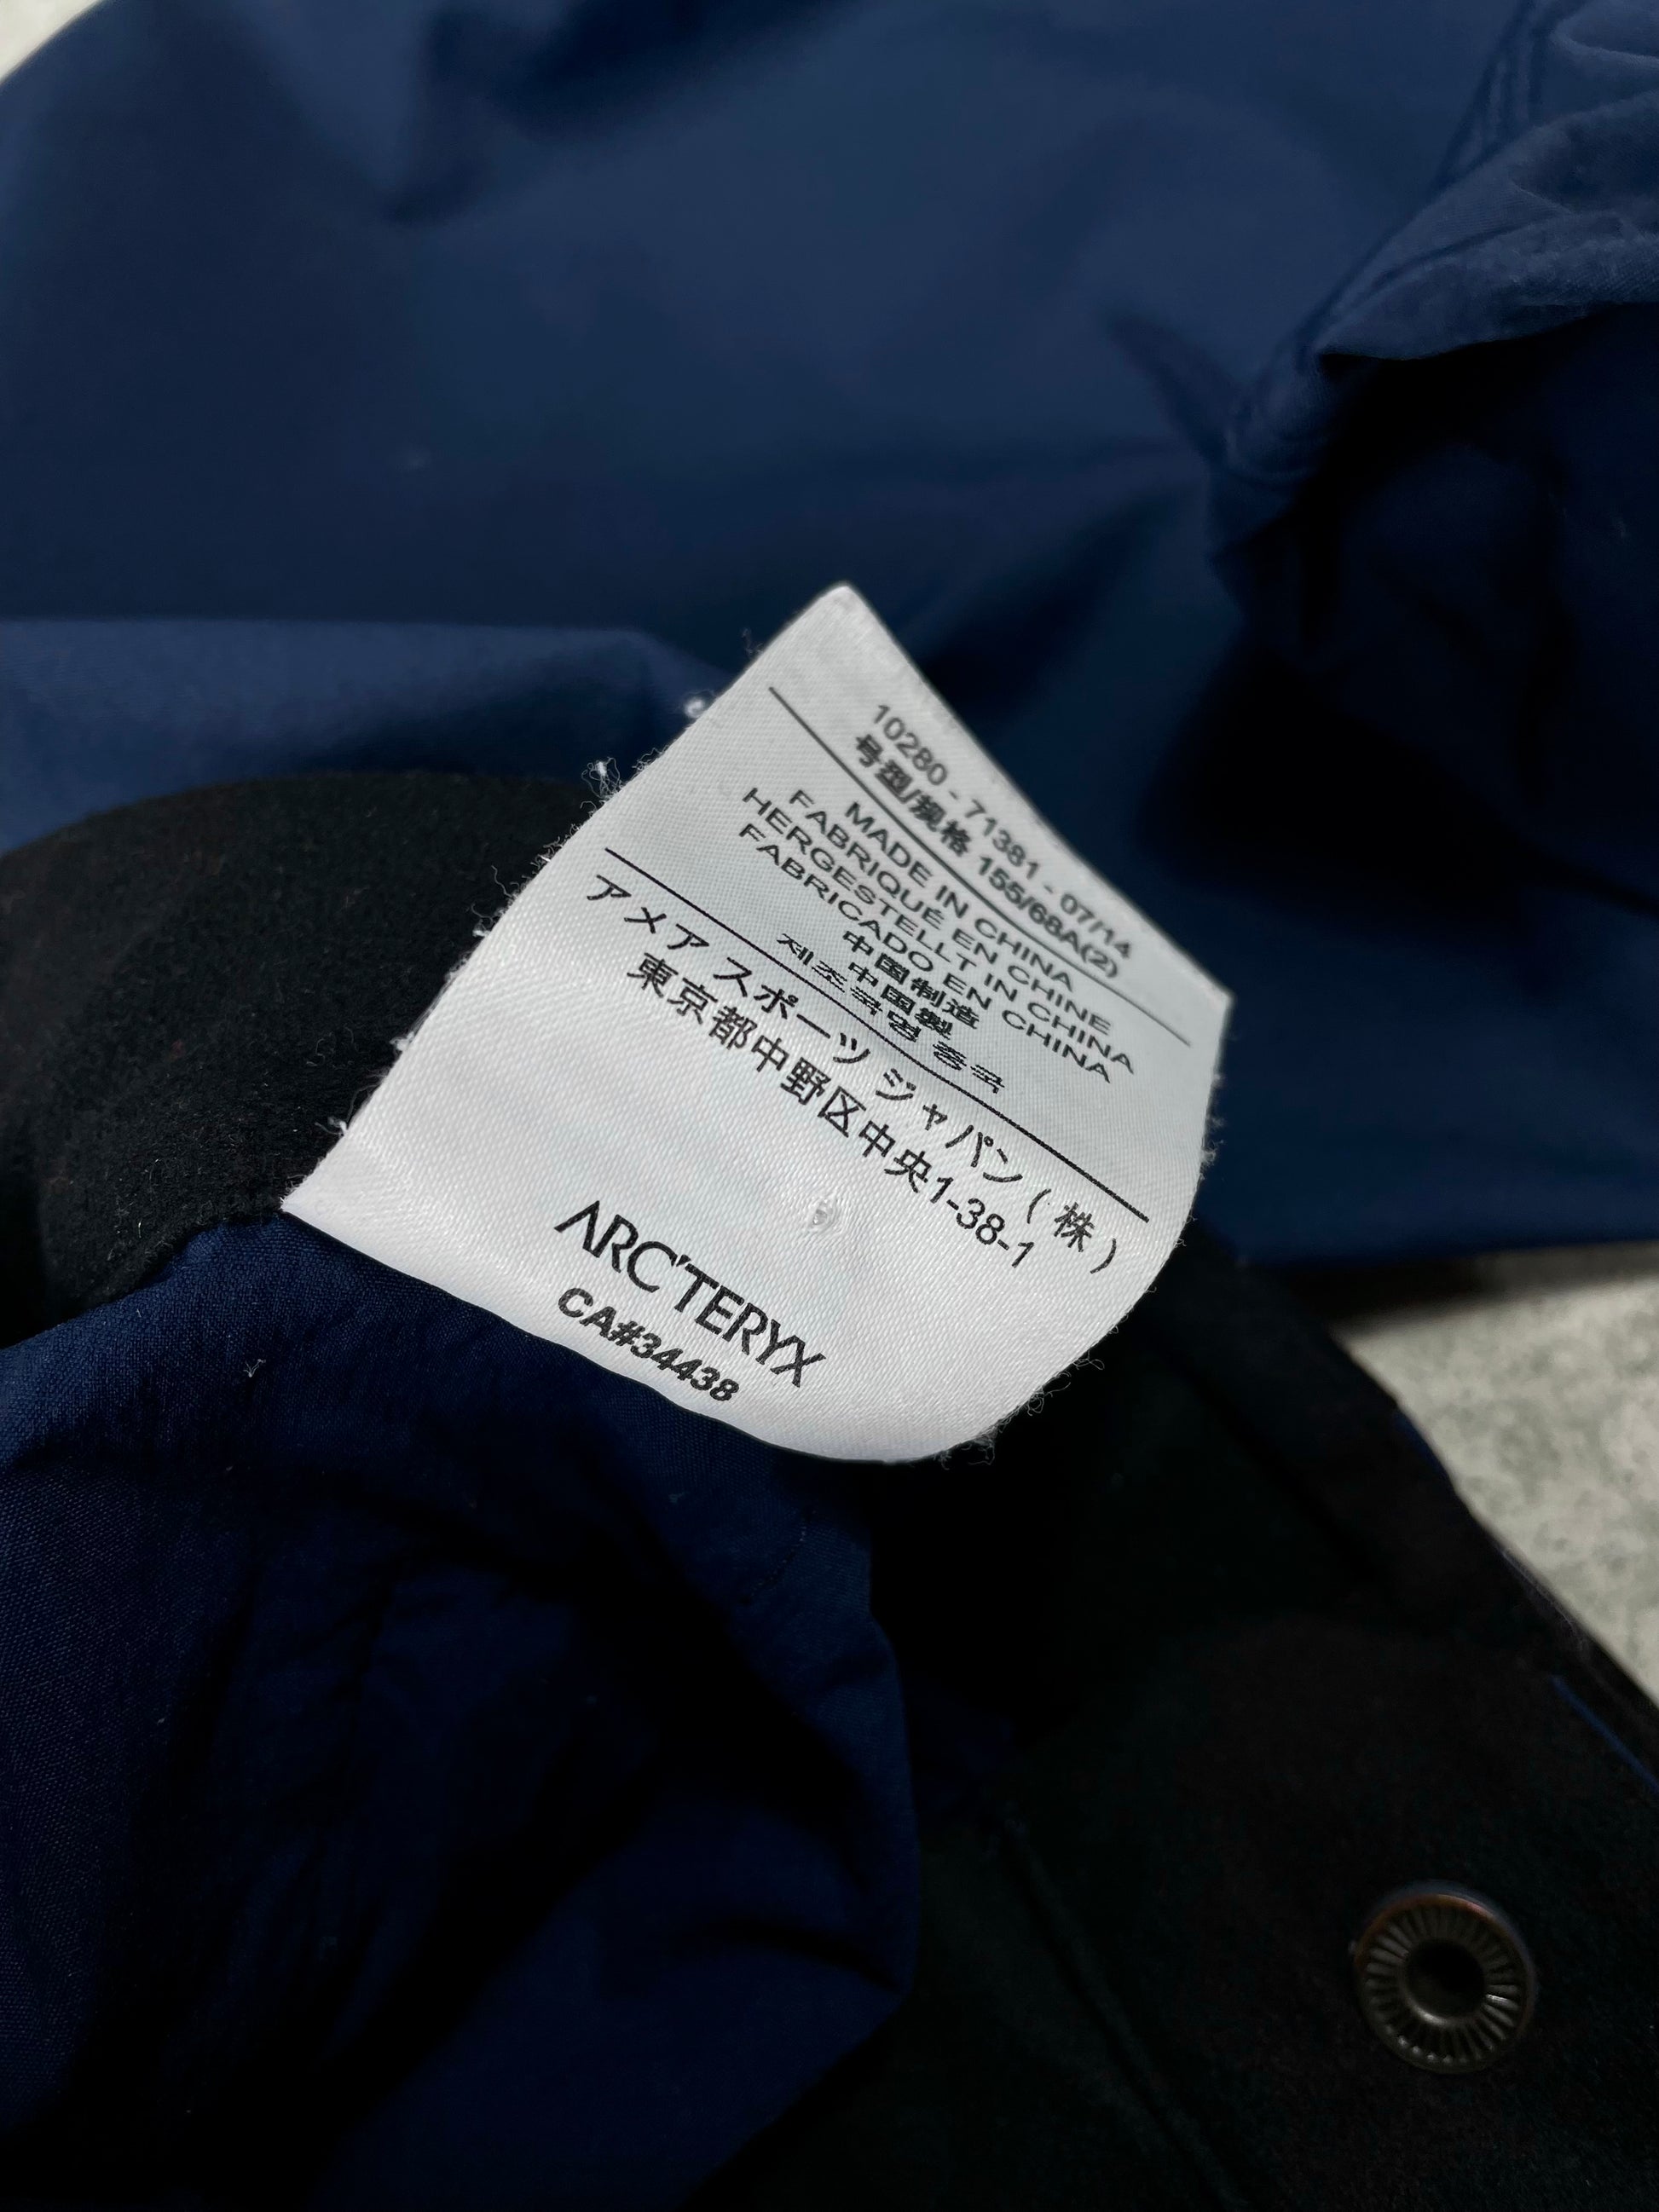 10280 - 71381 - 07/14
号型/规格 155/68A(2)
MADE IN CHINA
FABRIQUÉ EN CHINE
HERGESTELLT IN CHINA
FABRICADO EN CHINA
中国制造
中国製
제조국명 중국
アメアスポーツ ジャパン（株）
東京都中野区中央1-38-1
ARC'TERYX
CA#34438